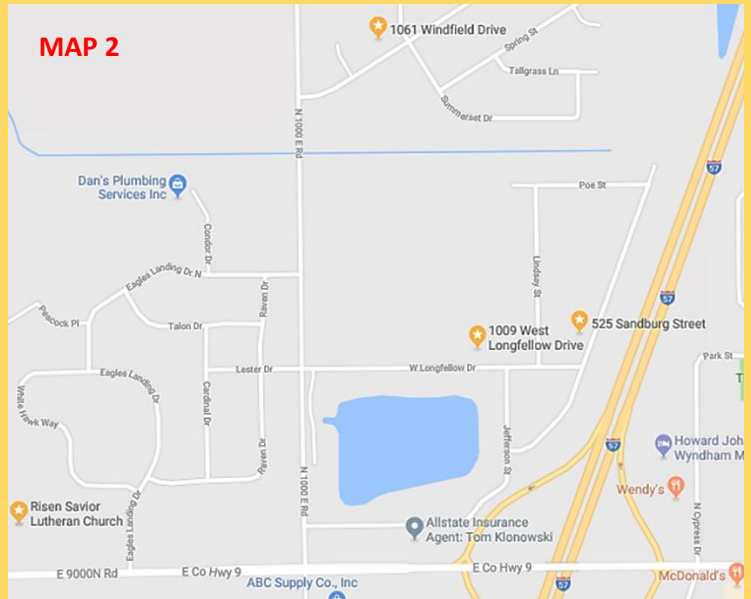 MAP 2
1061 Windfield Drive
Spring St
Tallgrass Ln
Summerset Dr
N 1000 E Rd
57
Dan's Plumbing
Services Inc
Poe St
Condor Dr
Eagles Landing Dr N
Lindsay St
Raven Dr
57
Peacock Pl
Talon Dr
525 Sandburg Street
1009 West
Longfellow Drive
Park St
Lester Dr
W Longfellow Dr
Eagles Landing Dr
White Hawk Way
Cardinal Dr
Raven Dr
Jefferson St
57
Howard Joh
Wyndham M
N 1000 E Rd
Wendy's
Risen Savior
Lutheran Church
Eagles Landing Dr
Allstate Insurance
Agent: Tom Klonowski
N Cypress Dr
E 9000N Rd
E Co Hwy 9
E Co Hwy 9
McDonald's
ABC Supply Co., Inc
57